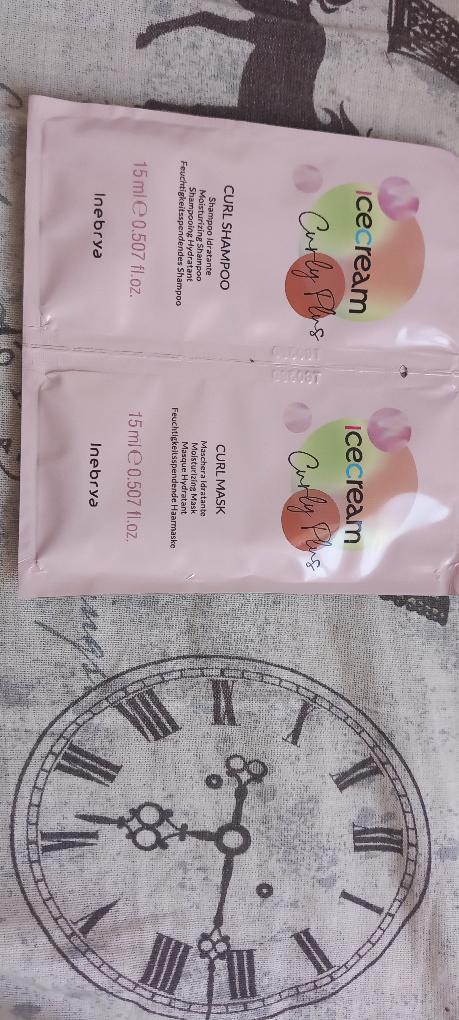 icecream
Curly Plus
CURL SHAMPOO
Shampoo Idratante
Moisturizing Shampoo
Shampooing Hydratant
Feuchtigkeitsspendendes Shampoo
15 ml ℮ 0.507 fl.oz.
Inebrya
icecream
Curly Plus
CURL MASK
Maschera Idratante
Moisturizing Mask
Masque Hydratant
Feuchtigkeitsspendende Haarmaske
15 ml ℮ 0.507 fl.oz.
Inebrya